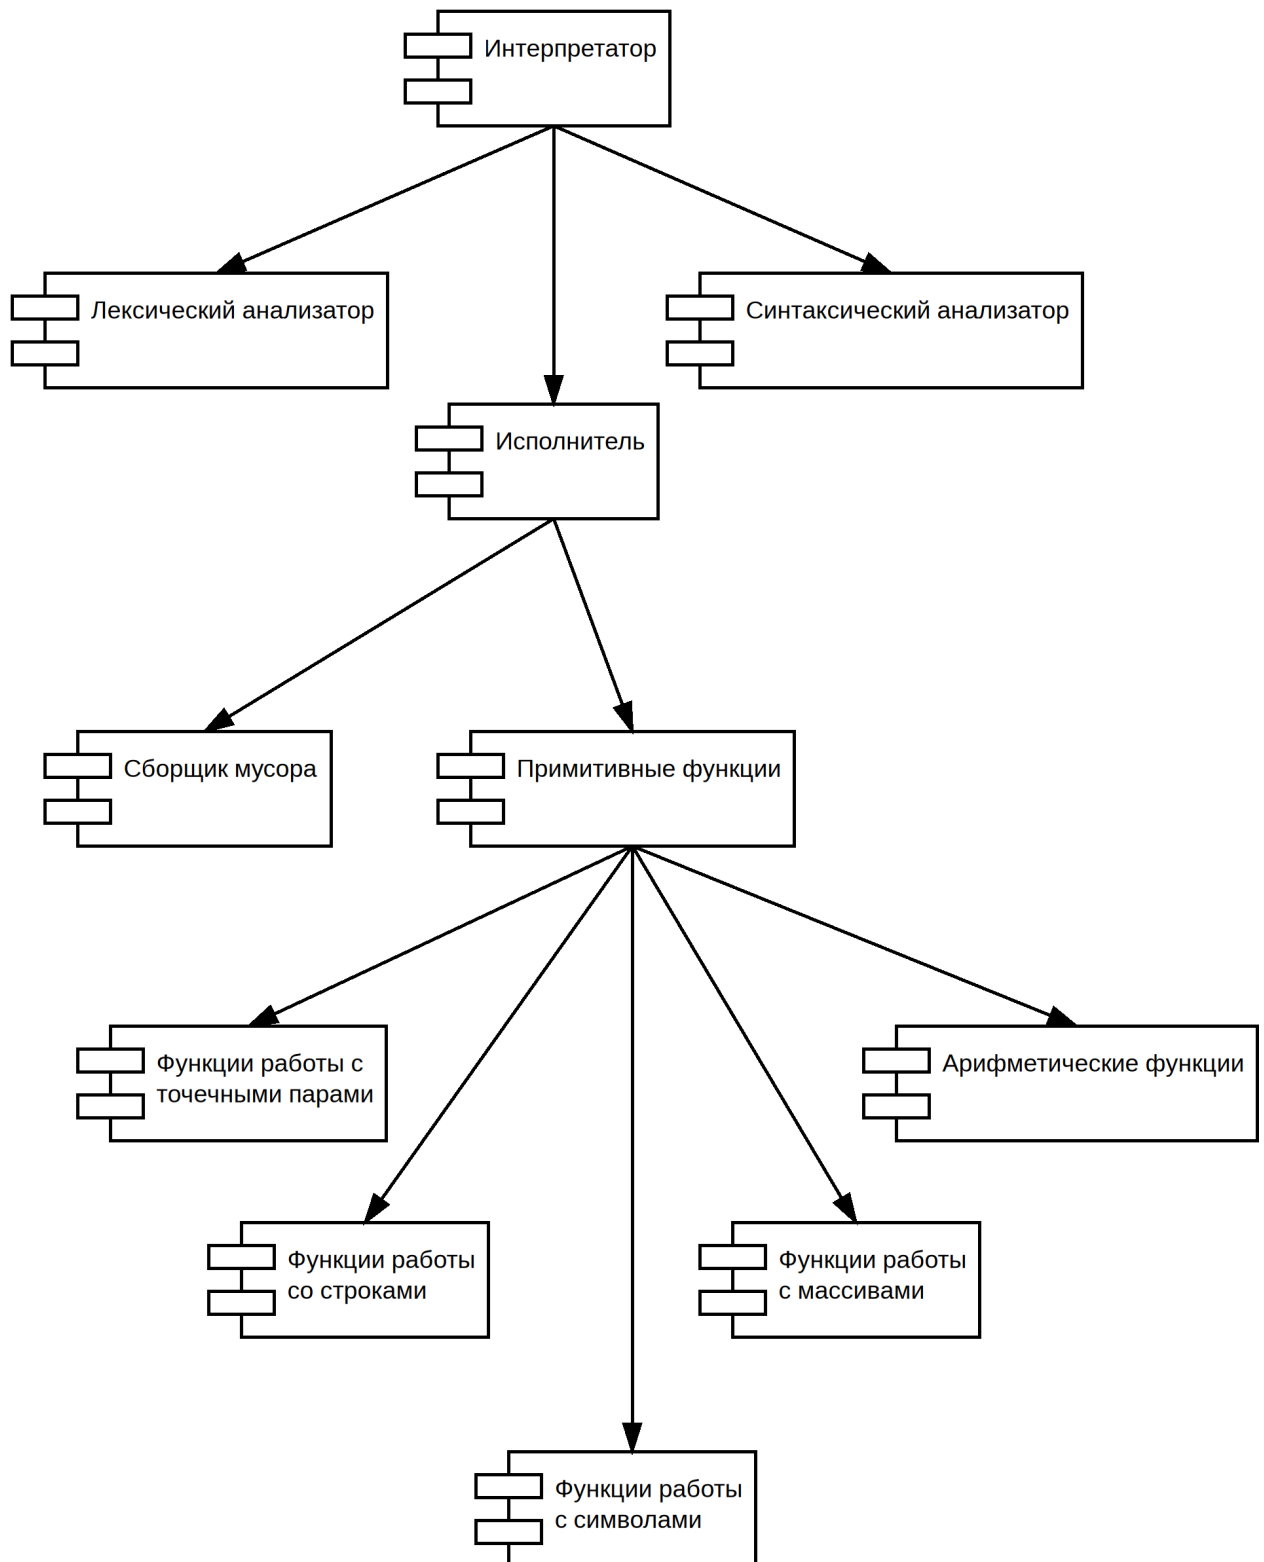 Интерпретатор
Лексический анализатор
Синтаксический анализатор
Исполнитель
Сборщик мусора
Примитивные функции
Функции работы с
точечными парами
Арифметические функции
Функции работы
со строками
Функции работы
с массивами
Функции работы
с символами